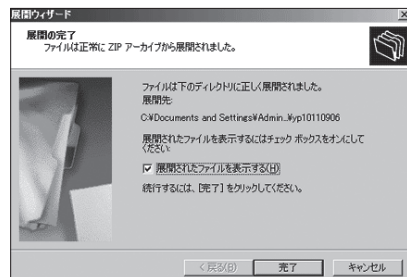 展開ウィザード
展開の完了
ファイルは正常に ZIP アーカイブから展開されました。
ファイルは下のディレクトリに正しく展開されました。
展開先:
C:¥Documents and Settings¥Admin_¥yp10110906
展開されたファイルを表示するにはチェック ボックスをオンにして
ください:
展開されたファイルを表示する(H)
続行するには、[完了] をクリックしてください。
< 戻る(B)
完了
キャンセル